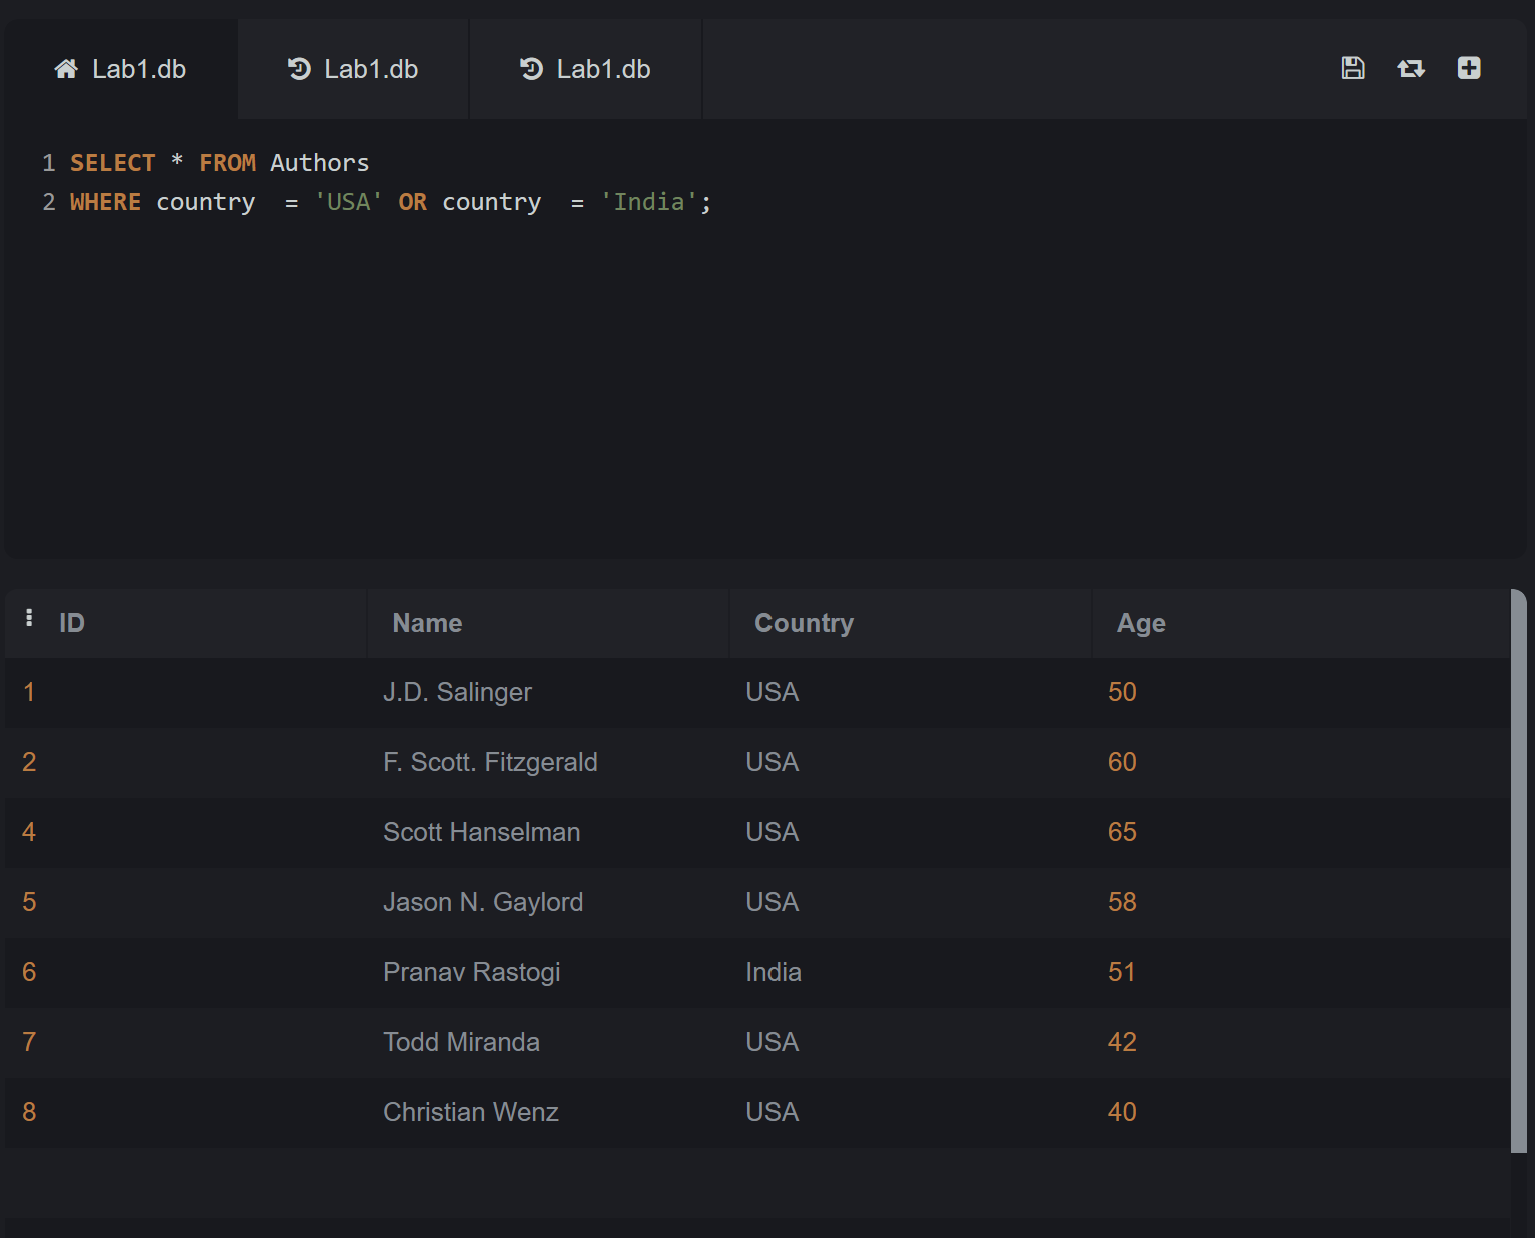 Lab1.db Lab1.db Lab1.db
1 SELECT * FROM Authors
2 WHERE country  = 'USA' OR country  = 'India';
ID Name Country Age
1 J.D. Salinger USA 50
2 F. Scott. Fitzgerald USA 60
4 Scott Hanselman USA 65
5 Jason N. Gaylord USA 58
6 Pranav Rastogi India 51
7 Todd Miranda USA 42
8 Christian Wenz USA 40